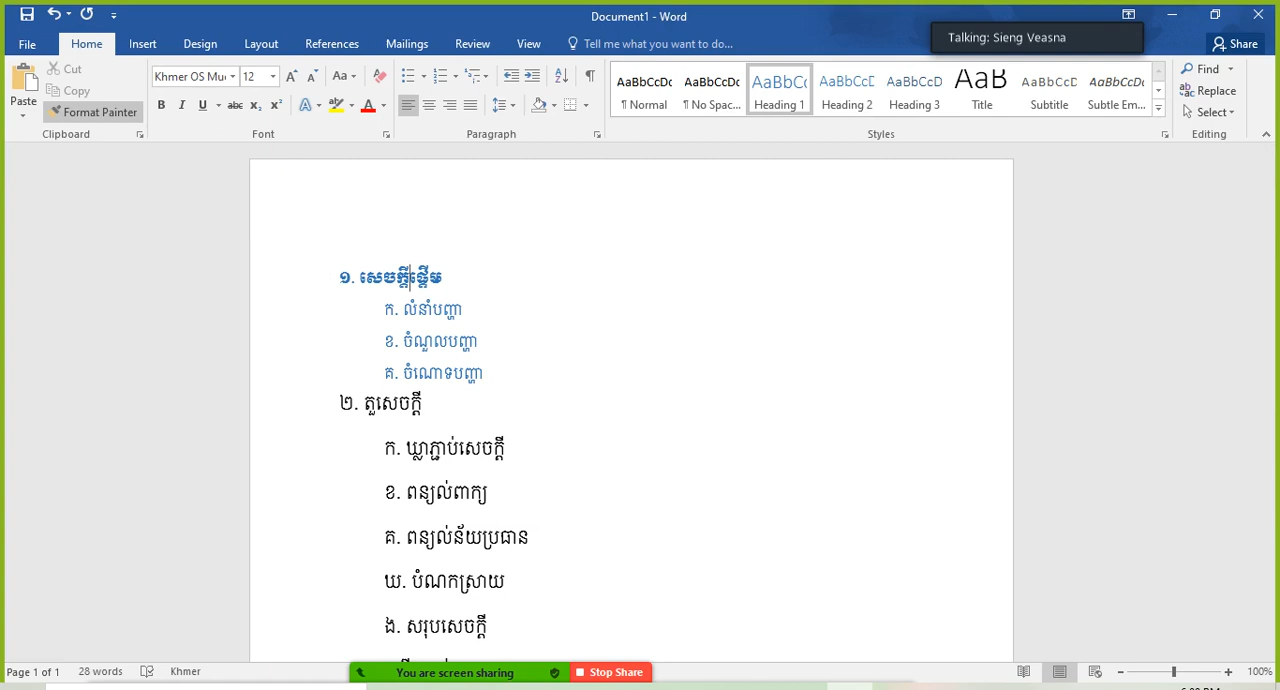 Document1 - Word
Talking: Sieng Veasna
File Home Insert Design Layout References Mailings Review View Tell me what you want to do... Share
Paste Cut Copy Format Painter
Clipboard
Khmer OS Mu 12
Font
Paragraph
AaBbCcDc AaBbCcDc AaBbCc AaBbCcD AaBbCcD AaB AaBbCcD AaBbCcDc
¶ Normal ¶ No Spac... Heading 1 Heading 2 Heading 3 Title Subtitle Subtle Em...
Styles
Find
Replace
Select
Editing
១. សេចក្តីផ្តើម
ក. លំនាំបញ្ហា
ខ. ចំណូលបញ្ហា
គ. ចំណោទបញ្ហា
២. តួសេចក្តី
ក. ឃ្លាភ្ជាប់សេចក្តី
ខ. ពន្យល់ពាក្យ
គ. ពន្យល់ន័យប្រធាន
ឃ. បំណកស្រាយ
ង. សរុបសេចក្តី
Page 1 of 1 28 words Khmer
You are screen sharing Stop Share
100%